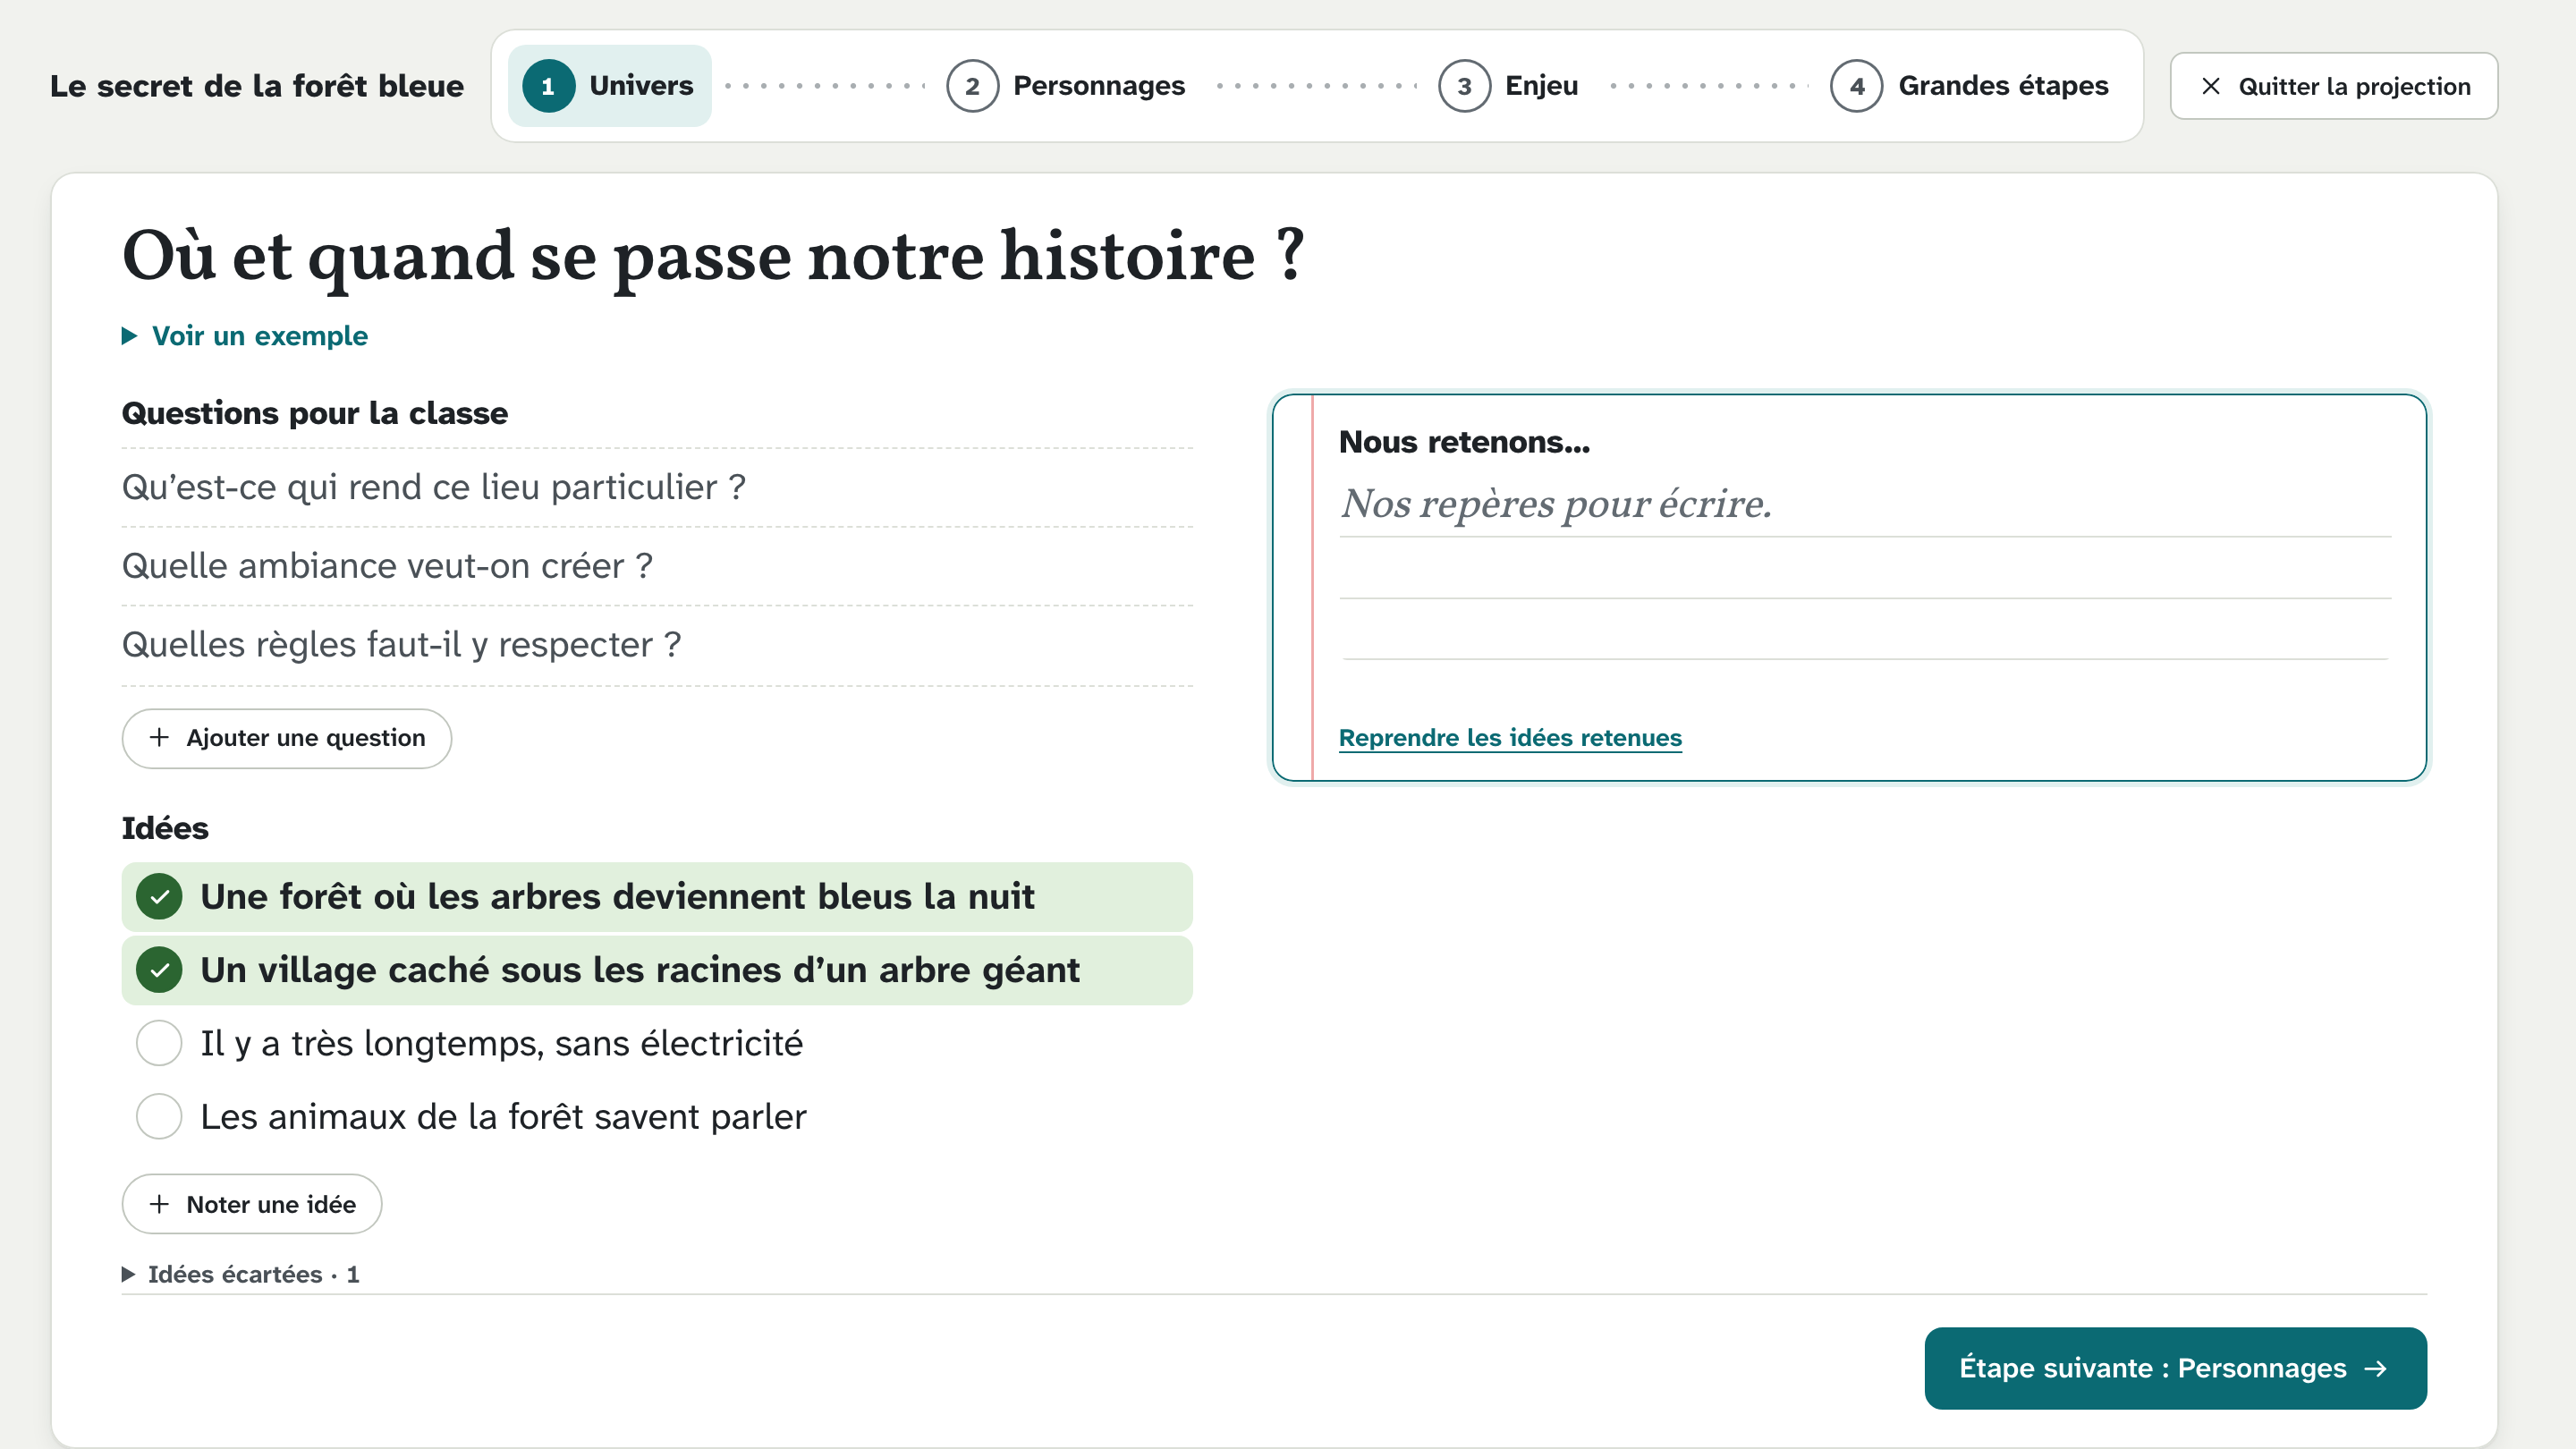 Le secret de la forêt bleue
1 Univers
2 Personnages
3 Enjeu
4 Grandes étapes
Quitter la projection
Où et quand se passe notre histoire ?
Voir un exemple
Questions pour la classe
Qu’est-ce qui rend ce lieu particulier ?
Quelle ambiance veut-on créer ?
Quelles règles faut-il y respecter ?
Ajouter une question
Nous retenons...
Nos repères pour écrire.
Reprendre les idées retenues
Idées
Une forêt où les arbres deviennent bleus la nuit
Un village caché sous les racines d’un arbre géant
Il y a très longtemps, sans électricité
Les animaux de la forêt savent parler
Noter une idée
Idées écartées · 1
Étape suivante : Personnages →